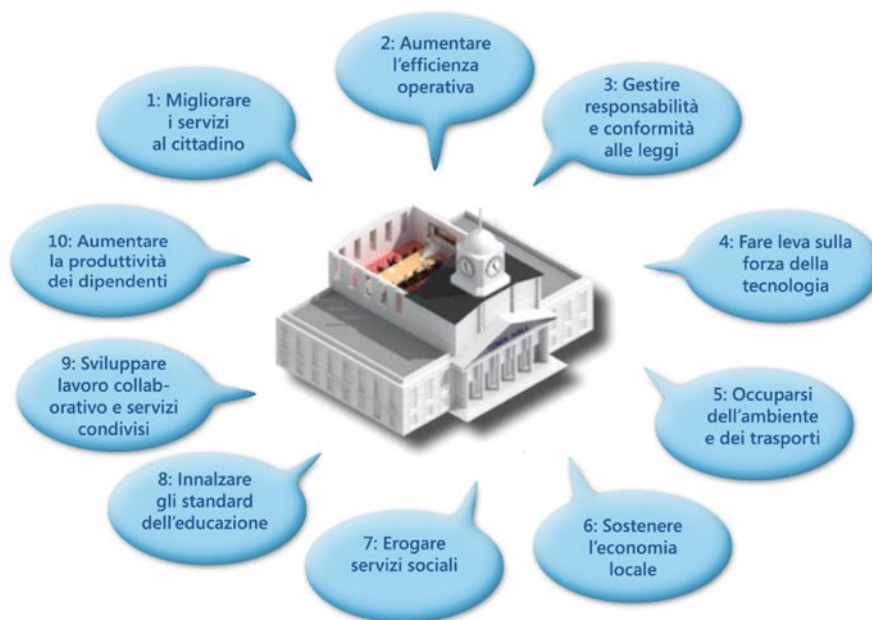 1: Migliorare
i servizi
al cittadino
2: Aumentare
l'efficienza
operativa
3: Gestire
responsabilità
e conformità
alle leggi
4: Fare leva sulla
forza della
tecnologia
5: Occuparsi
dell'ambiente
e dei trasporti
6: Sostenere
l'economia
locale
7: Erogare
servizi sociali
8: Innalzare
gli standard
dell'educazione
9: Sviluppare
lavoro collab-
orativo e servizi
condivisi
10: Aumentare
la produttività
dei dipendenti
TOWN HALL